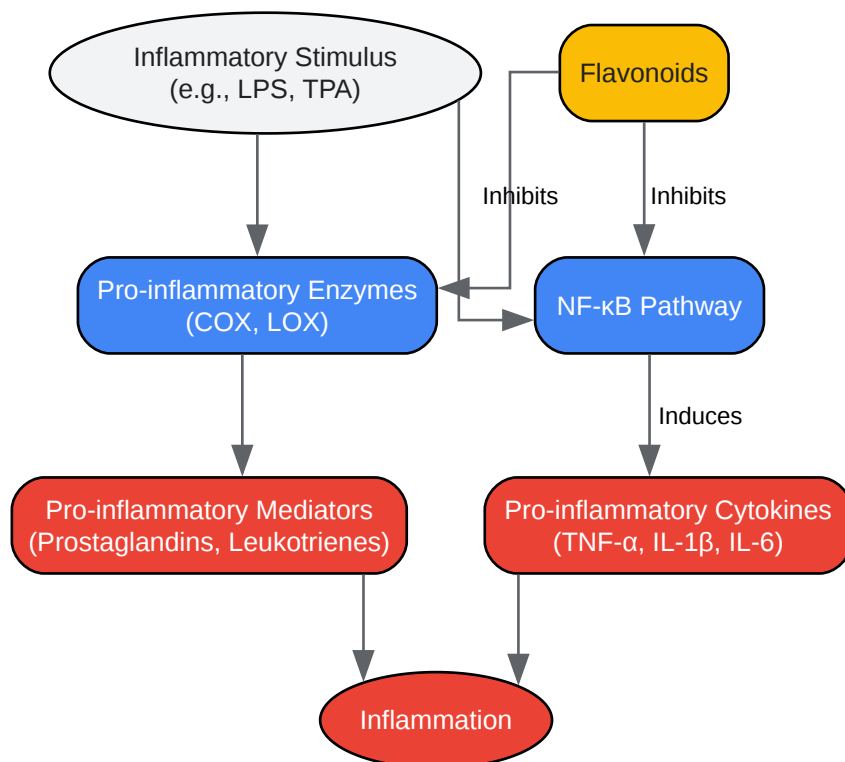 Inflammatory Stimulus
(e.g., LPS, TPA)
Flavonoids
Inhibits
Inhibits
Pro-inflammatory Enzymes
(COX, LOX)
NF-κB Pathway
Induces
Pro-inflammatory Mediators
(Prostaglandins, Leukotrienes)
Pro-inflammatory Cytokines
(TNF-α, IL-1β, IL-6)
Inflammation